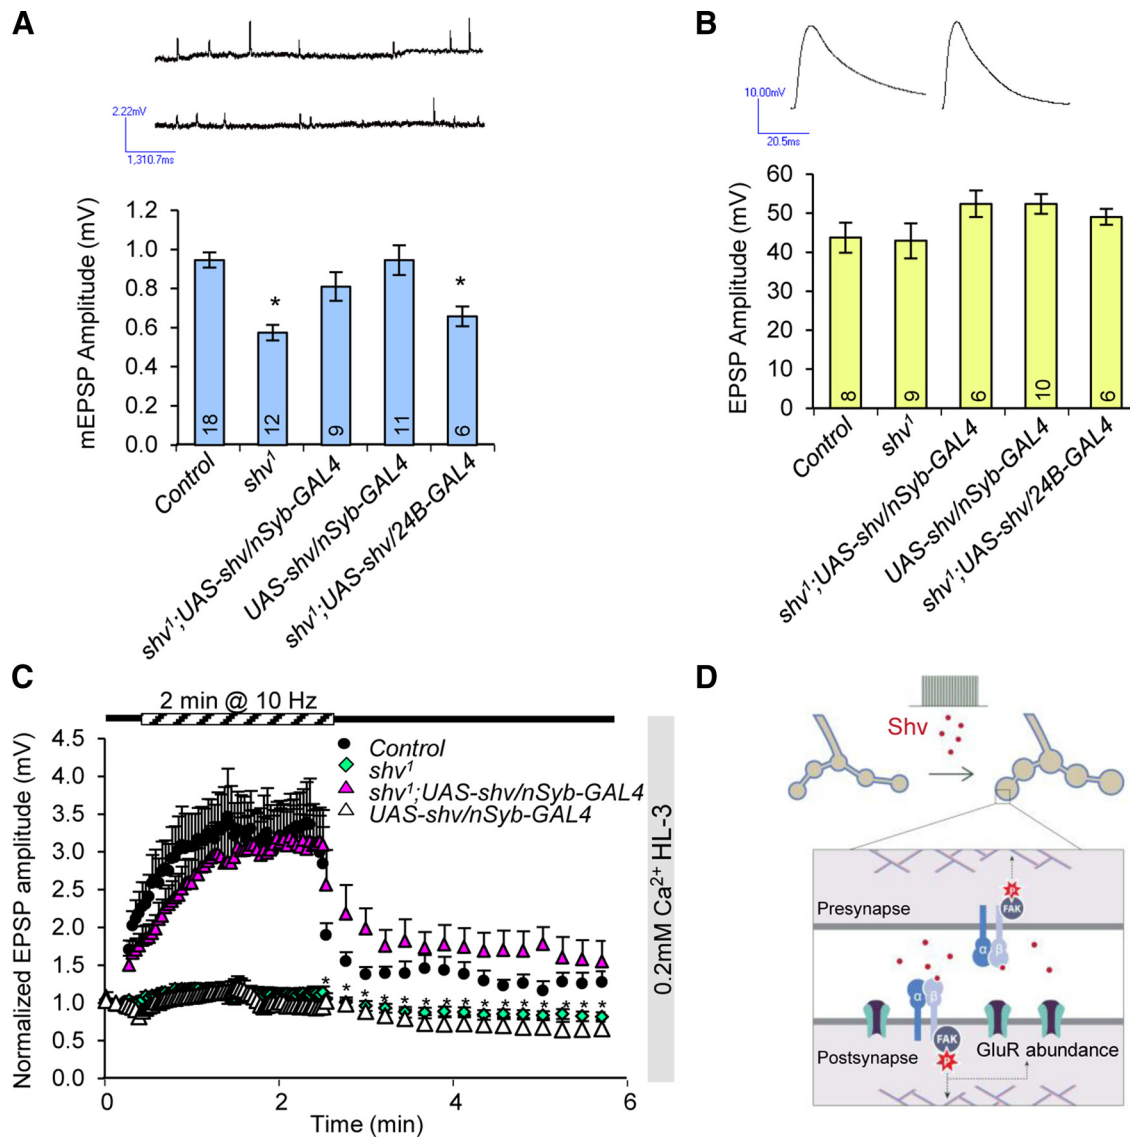 A
2.22mV
1,310.7ms
mEPSP Amplitude (mV)
1.2
1.0
0.8
0.6
0.4
0.2
0.0
*
*
18
12
9
11
6
Control
shv¹
shv¹;UAS-shv/nSyb-GAL4
UAS-shv/nSyb-GAL4
shv¹;UAS-shv/24B-GAL4
B
10.00mV
20.5ms
EPSP Amplitude (mV)
60
50
40
30
20
10
0
8
9
6
10
6
Control
shv¹
shv¹;UAS-shv/nSyb-GAL4
UAS-shv/nSyb-GAL4
shv¹;UAS-shv/24B-GAL4
C
2 min @ 10 Hz
Normalized EPSP amplitude (mV)
4.5
4.0
3.5
3.0
2.5
2.0
1.5
1.0
0.5
0.0
Control
shv¹
shv¹;UAS-shv/nSyb-GAL4
UAS-shv/nSyb-GAL4
* * * * * * * * * * * * * * *
0 2 4 6
Time (min)
0.2mM Ca²⁺ HL-3
D
Shv
P
FAK
Presynapse
α β
α β
FAK
P
Postsynapse
GluR abundance